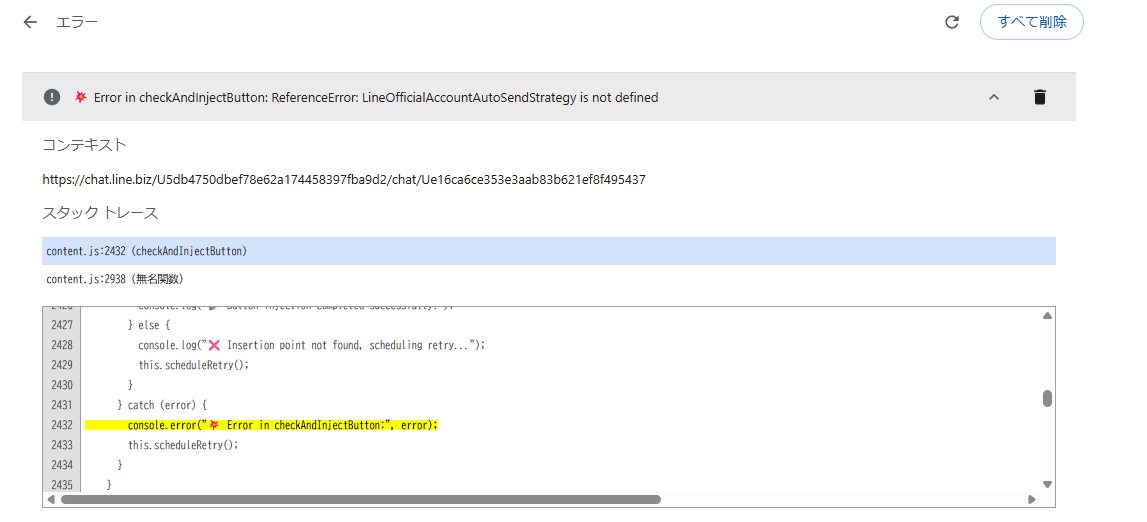 エラー
すべて削除
Error in checkAndInjectButton: ReferenceError: LineOfficialAccountAutoSendStrategy is not defined
コンテキスト
https://chat.line.biz/U5db4750dbef78e62a174458397fba9d2/chat/Ue16ca6ce353e3aab83b621ef8f495437
スタック トレース
content.js:2432 (checkAndInjectButton)
content.js:2938 (無名関数)
2427 } else {
2428 console.log("❌ Insertion point not found, scheduling retry...");
2429 this.scheduleRetry();
2430 }
2431 } catch (error) {
2432 console.error("💥 Error in checkAndInjectButton:", error);
2433 this.scheduleRetry();
2434 }
2435 }